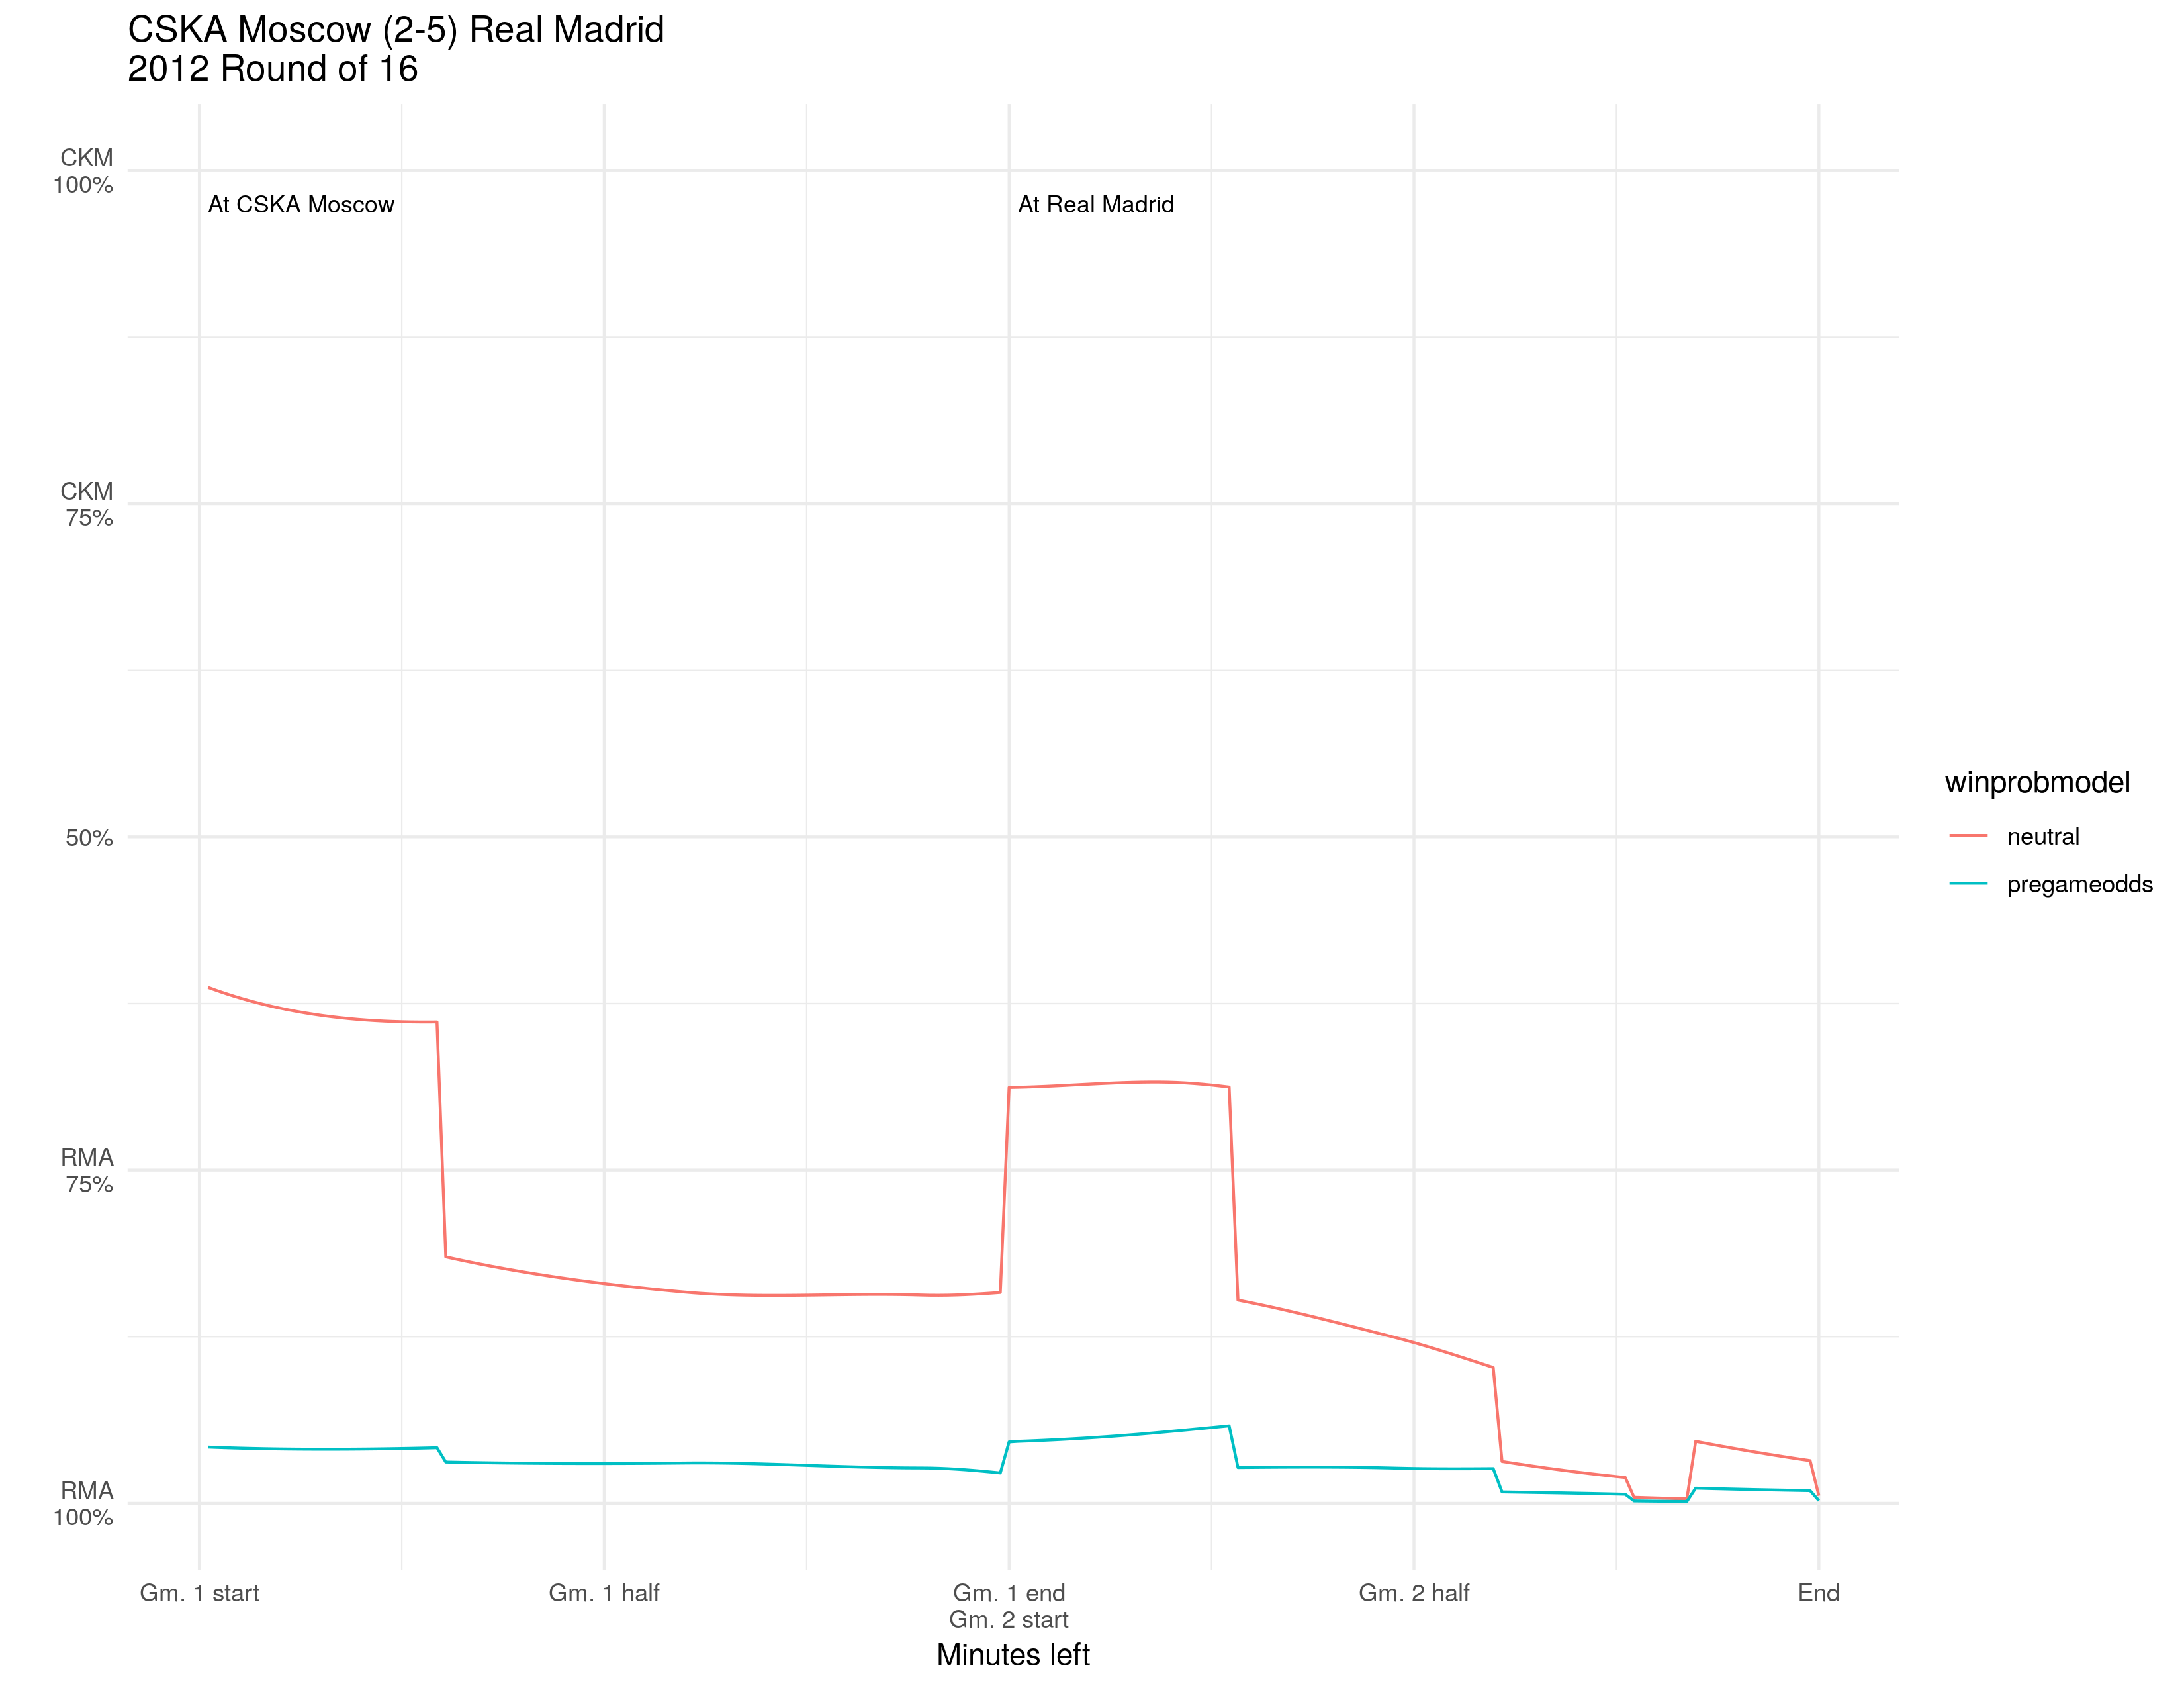 CSKA Moscow (2-5) Real Madrid
2012 Round of 16
CKM
100%
At CSKA Moscow
At Real Madrid
CKM
75%
50%
RMA
75%
RMA
100%
winprobmodel
neutral
pregameodds
Gm. 1 start
Gm. 1 half
Gm. 1 end
Gm. 2 start
Gm. 2 half
End
Minutes left